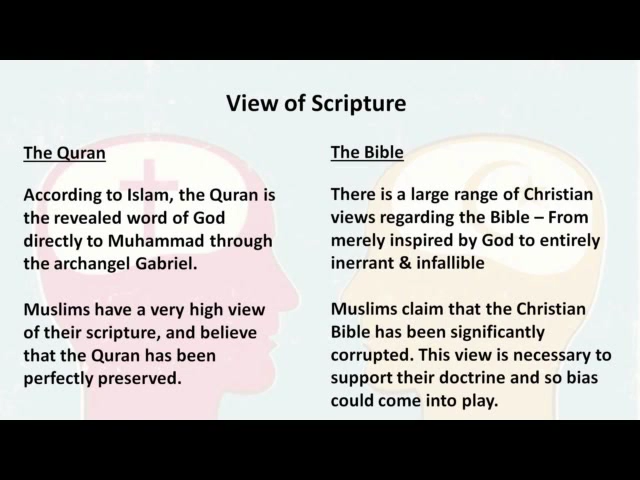 View of Scripture
The Quran
According to Islam, the Quran is
the revealed word of God
directly to Muhammad through
the archangel Gabriel.
Muslims have a very high view
of their scripture, and believe
that the Quran has been
perfectly preserved.
The Bible
There is a large range of Christian
views regarding the Bible – From
merely inspired by God to entirely
inerrant & infallible
Muslims claim that the Christian
Bible has been significantly
corrupted. This view is necessary to
support their doctrine and so bias
could come into play.